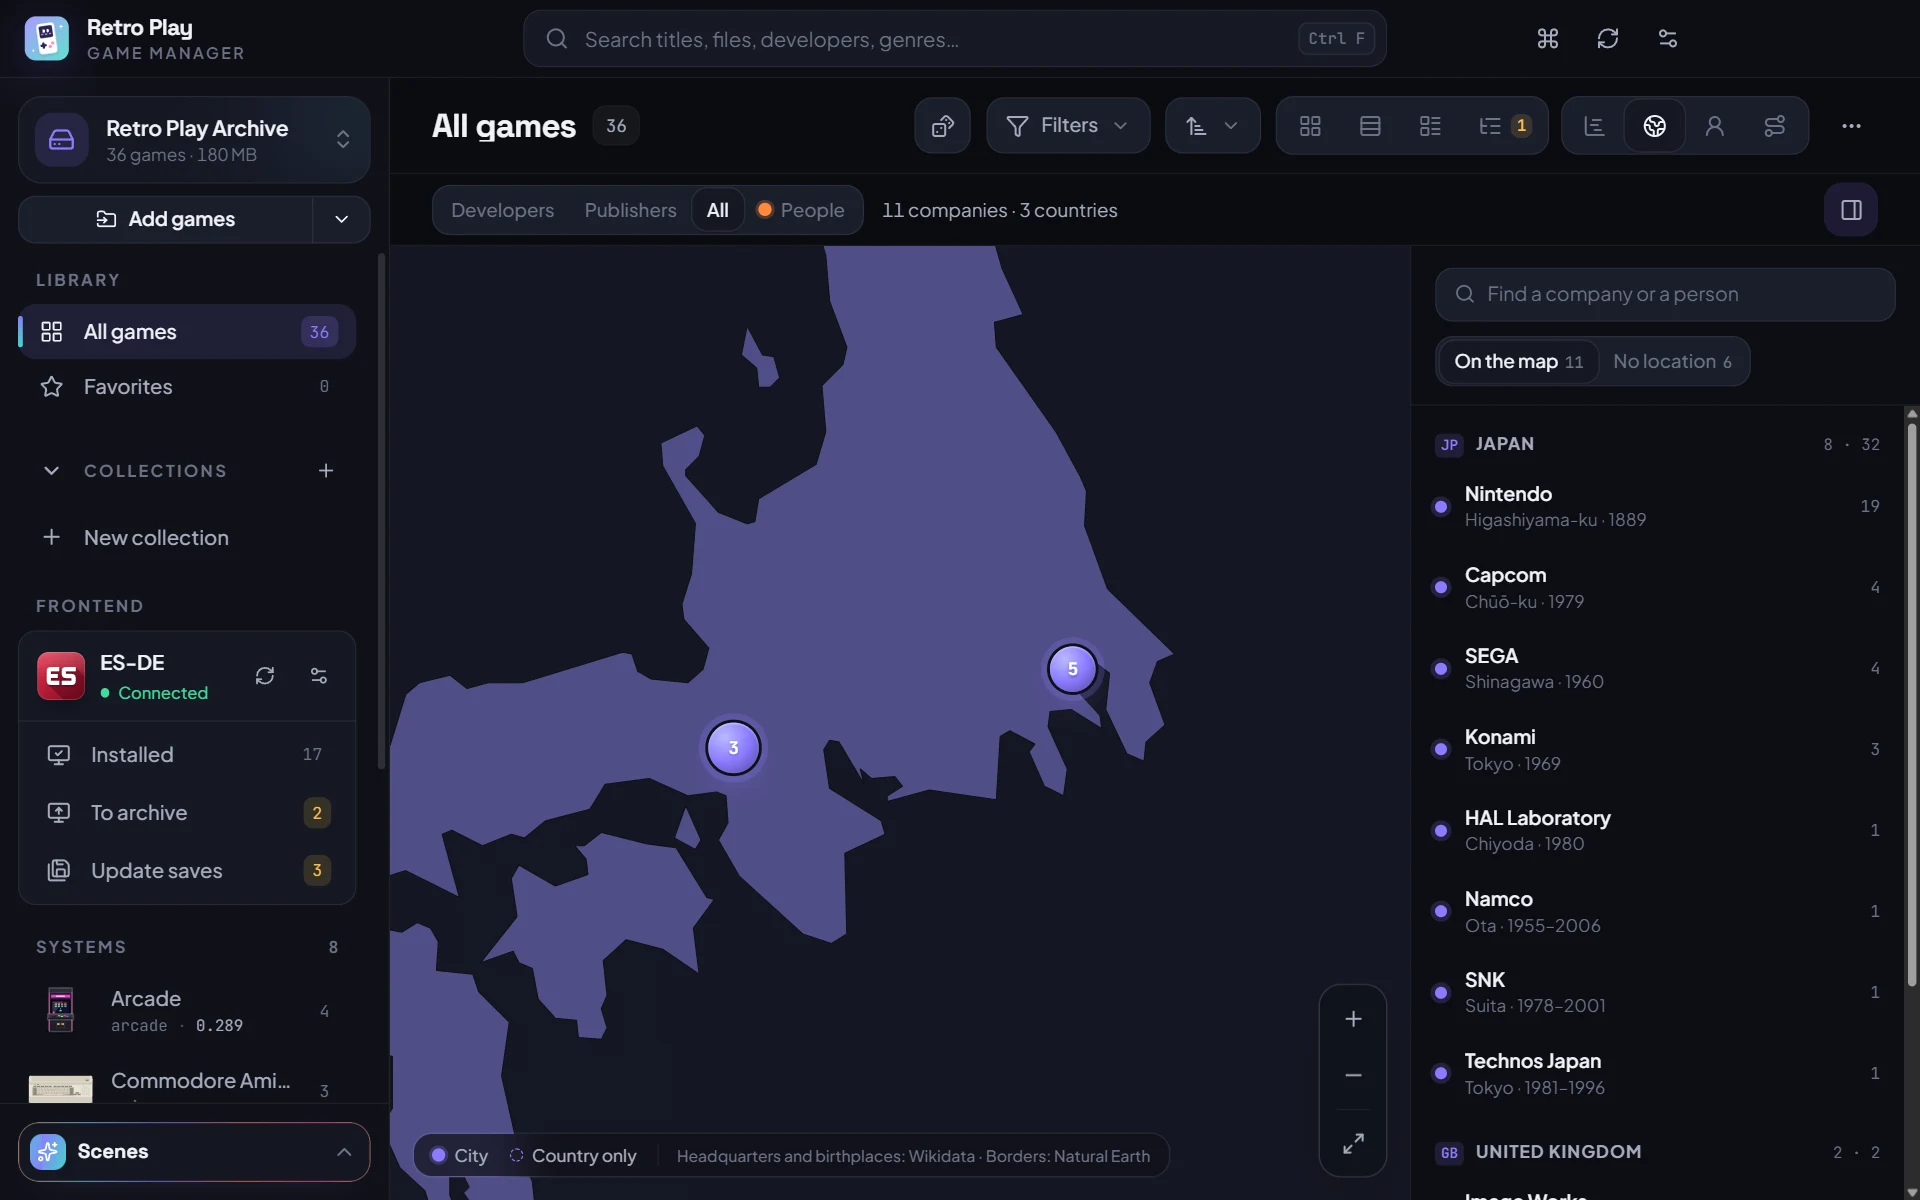 Retro Play
GAME MANAGER
Search titles, files, developers, genres...
Ctrl F
Retro Play Archive
36 games · 180 MB
Add games
LIBRARY
All games 36
Favorites 0
COLLECTIONS
New collection
FRONTEND
ES
ES-DE
Connected
Installed 17
To archive 2
Update saves 3
SYSTEMS 8
Arcade 4
arcade · 0.289
Commodore Ami... 3
Scenes
All games 36
Filters
1
Developers Publishers All People
11 companies · 3 countries
5
3
City Country only Headquarters and birthplaces: Wikidata · Borders: Natural Earth
Find a company or a person
On the map 11 No location 6
JP JAPAN 8 · 32
Nintendo 19
Higashiyama-ku · 1889
Capcom 4
Chūō-ku · 1979
SEGA 4
Shinagawa · 1960
Konami 3
Tokyo · 1969
HAL Laboratory 1
Chiyoda · 1980
Namco 1
Ota · 1955–2006
SNK 1
Suita · 1978–2001
Technos Japan 1
Tokyo · 1981–1996
GB UNITED KINGDOM 2 · 2
Image Works